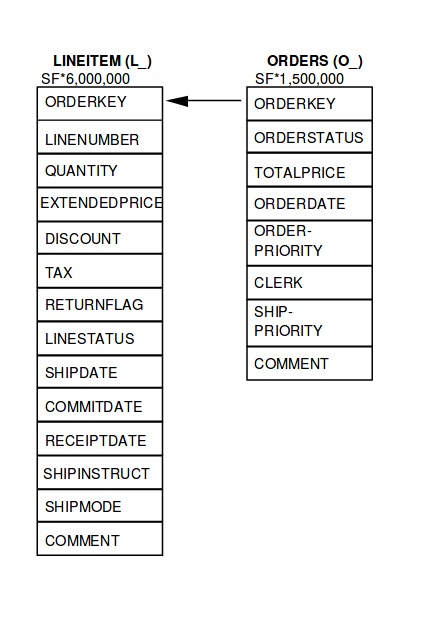 LINEITEM (L_)
SF*6,000,000
ORDERKEY
LINENUMBER
QUANTITY
EXTENDEDPRICE
DISCOUNT
TAX
RETURNFLAG
LINESTATUS
SHIPDATE
COMMITDATE
RECEIPTDATE
SHIPINSTRUCT
SHIPMODE
COMMENT
ORDERS (O_)
SF*1,500,000
ORDERKEY
ORDERSTATUS
TOTALPRICE
ORDERDATE
ORDER-
PRIORITY
CLERK
SHIP-
PRIORITY
COMMENT